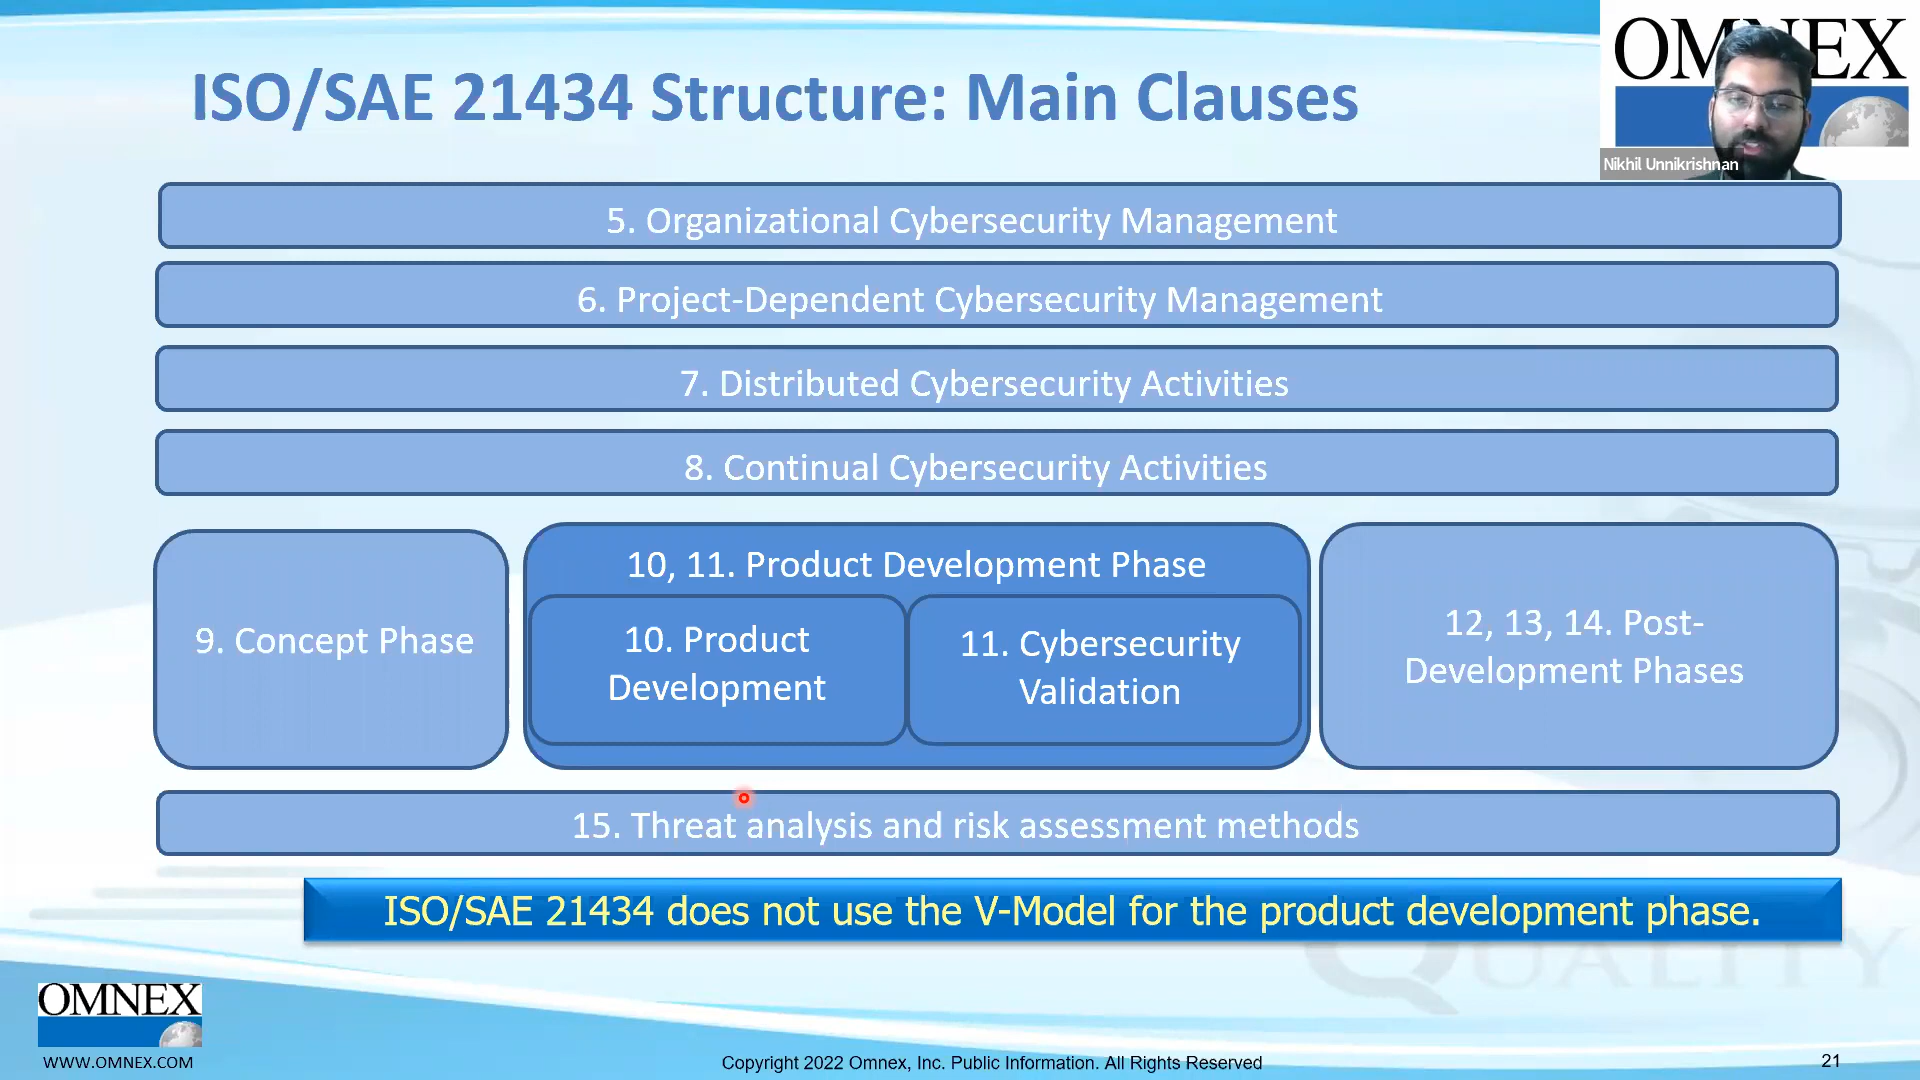 ISO/SAE 21434 Structure: Main Clauses
OMNEX
Nikhil Unnikrishnan
5. Organizational Cybersecurity Management
6. Project-Dependent Cybersecurity Management
7. Distributed Cybersecurity Activities
8. Continual Cybersecurity Activities
9. Concept Phase
10, 11. Product Development Phase
10. Product
Development
11. Cybersecurity
Validation
12, 13, 14. Post-
Development Phases
15. Threat analysis and risk assessment methods
ISO/SAE 21434 does not use the V-Model for the product development phase.
QUALITY
OMNEX
WWW.OMNEX.COM
Copyright 2022 Omnex, Inc. Public Information. All Rights Reserved
21